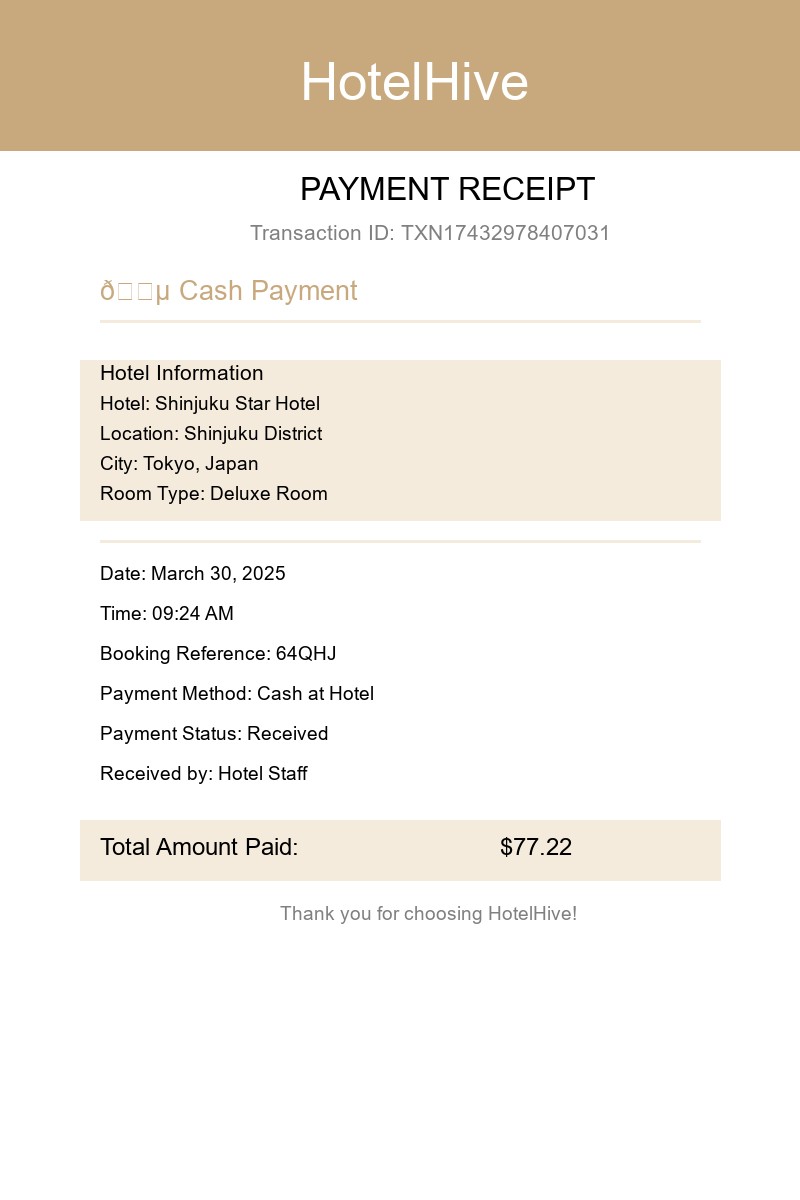 HotelHive
PAYMENT RECEIPT
Transaction ID: TXN17432978407031
ð□□µ Cash Payment
Hotel Information
Hotel: Shinjuku Star Hotel
Location: Shinjuku District
City: Tokyo, Japan
Room Type: Deluxe Room
Date: March 30, 2025
Time: 09:24 AM
Booking Reference: 64QHJ
Payment Method: Cash at Hotel
Payment Status: Received
Received by: Hotel Staff
Total Amount Paid: $77.22
Thank you for choosing HotelHive!